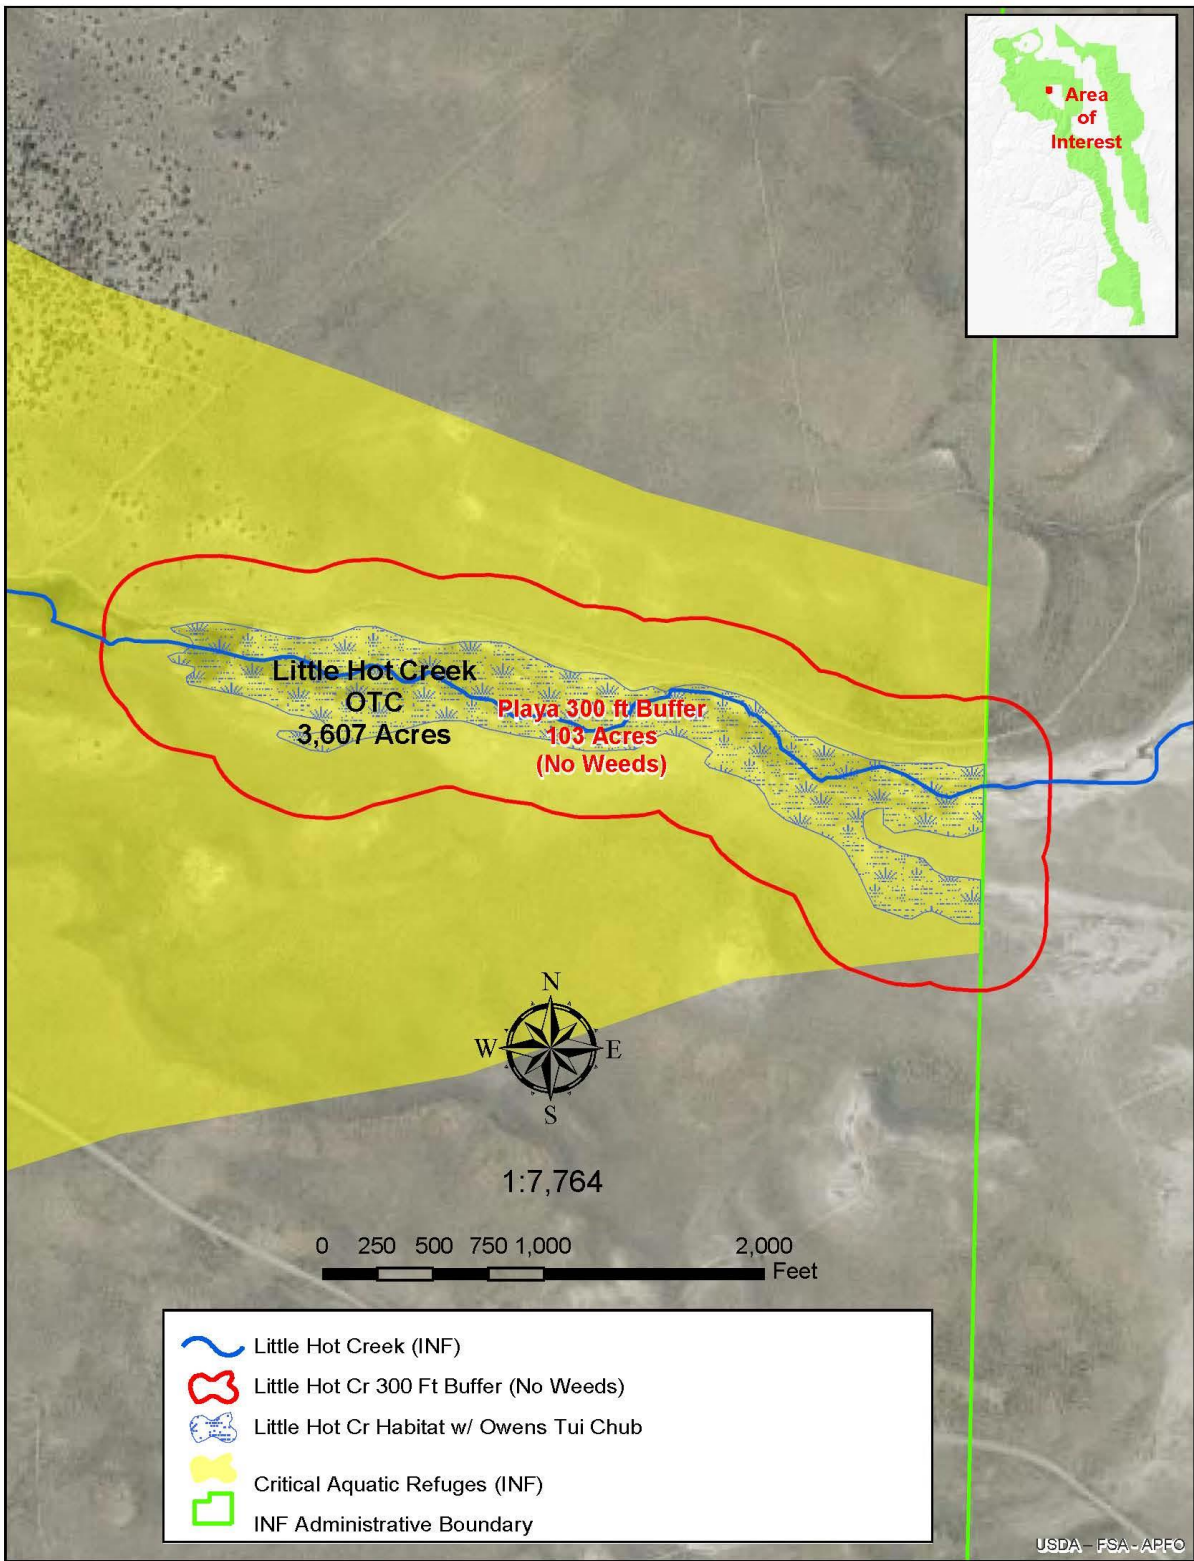 Area
of
Interest
Little Hot Creek
OTC
3,607 Acres
Playa 300 ft Buffer
103 Acres
(No Weeds)
N
W E
S
1:7,764
0 250 500 750 1,000 2,000
Feet
Little Hot Creek (INF)
Little Hot Cr 300 Ft Buffer (No Weeds)
Little Hot Cr Habitat w/ Owens Tui Chub
Critical Aquatic Refuges (INF)
INF Administrative Boundary
USDA - FSA - APFO